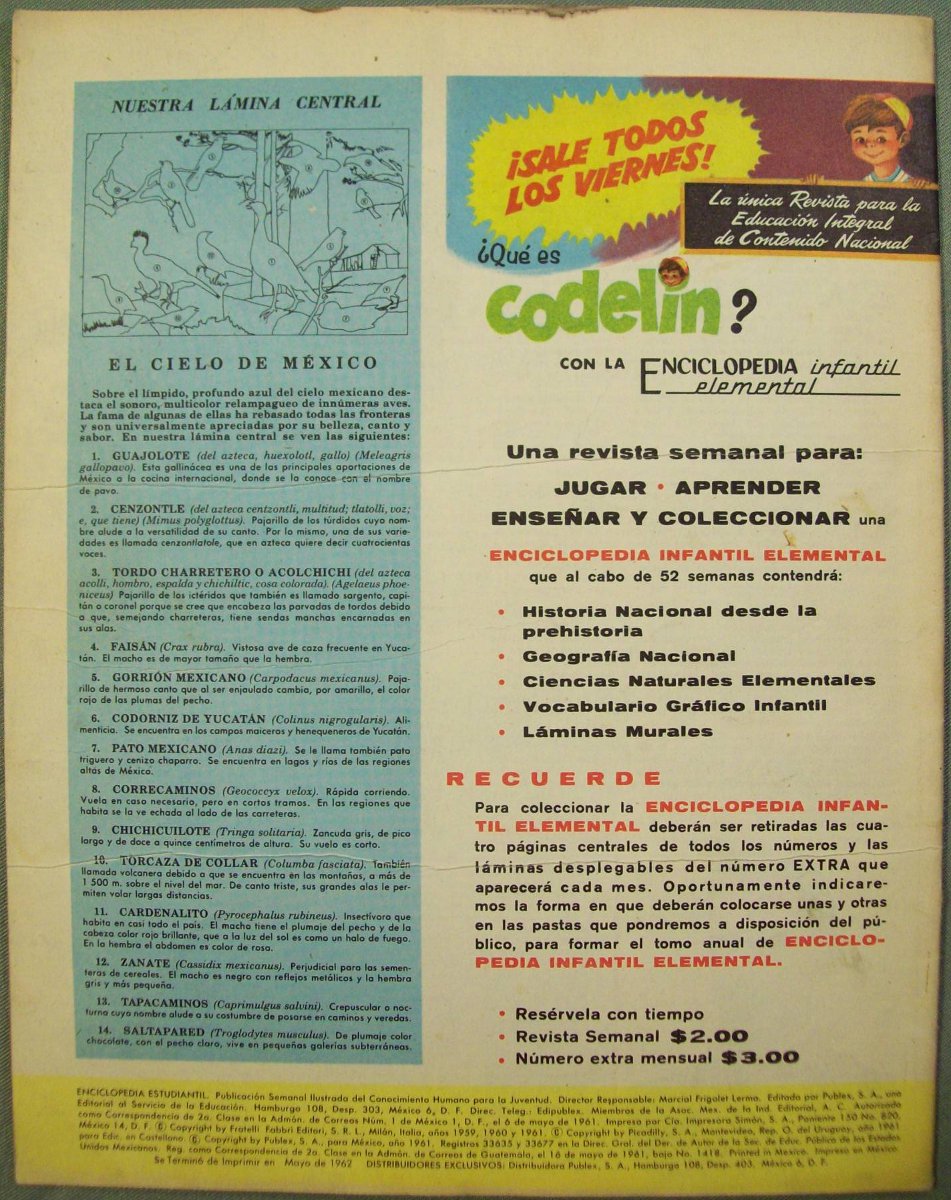 NUESTRA LÁMINA CENTRAL
EL CIELO DE MÉXICO
Sobre el límpido, profundo azul del cielo mexicano des-
taca el sonoro, multicolor relampagueo de innúmeras aves.
La fama de algunas de ellas ha rebasado todas las fronteras
y son universalmente apreciadas por su belleza, canto y
sabor. En nuestra lámina central se ven las siguientes:
1. GUAJOLOTE (del azteca, huexolotl, gallo) (Meleagris
gallopavo). Esta gallinácea es una de las principales aportaciones de
México a la cocina internacional, donde se la conoce con el nombre
de pavo.
2. CENZONTLE (del azteca centzontli, multitud; tlatolli, voz;
e, que tiene) (Mimus polyglottus). Pajarillo de los túrdidos cuyo nom-
bre alude a la versatilidad de su canto. Por lo mismo, una de sus varie-
dades es llamada cenzontlatole, que en azteca quiere decir cuatrocientas
voces.
3. TORDO CHARRETERO O ACOLCHICHI (del azteca
acolli, hombro, espalda y chichiltic, cosa colorada). (Agelaeus phoe-
niceus) Pajarillo de los ictéridos que también es llamado sargento, capi-
tán o coronel porque se cree que encabeza las parvadas de tordos debido
a que, semejando charreteras, tiene sendas manchas encarnadas en
sus alas.
4. FAISÁN (Crax rubra). Vistosa ave de caza frecuente en Yuca-
tán. El macho es de mayor tamaño que la hembra.
5. GORRIÓN MEXICANO (Carpodacus mexicanus). Paja-
rillo de hermoso canto que al ser enjaulado cambia, por amarillo, el color
rojo de las plumas del pecho.
6. CODORNIZ DE YUCATÁN (Colinus nigrogularis). Ali-
menticia. Se encuentra en los campos maiceros y henequeneros de Yucatán.
7. PATO MEXICANO (Anas diazi). Se le llama también pato
triguero y cenizo chaparro. Se encuentra en lagos y ríos de las regiones
altas de México.
8. CORRECAMINOS (Geococcyx velox). Rápida corriendo.
Vuela en caso necesario, pero en cortos tramos. En las regiones que
habita se la ve echada al lado de las carreteras.
9. CHICHICUILOTE (Tringa solitaria). Zancuda gris, de pico
largo y de doce a quince centímetros de altura. Su vuelo es corto.
10. TORCAZA DE COLLAR (Columba fasciata). También
llamada volcanera debido a que se encuentra en las montañas, a más de
1 500 m. sobre el nivel del mar. De canto triste, sus grandes alas le per-
miten volar largas distancias.
11. CARDENALITO (Pyrocephalus rubineus). Insectívora que
habita en casi todo el país. El macho tiene el plumaje del pecho y de la
cabeza color rojo brillante, que a la luz del sol es como un halo de fuego.
En la hembra el abdomen es color de rosa.
12. ZANATE (Cassidix mexicanus). Perjudicial para las semen-
teras de cereales. El macho es negro con reflejos metálicos y la hembra
gris y más pequeña.
13. TAPACAMINOS (Caprimulgus salvini). Crepuscular o noc-
turna cuyo nombre alude a su costumbre de posarse en caminos y veredas.
14. SALTAPARED (Troglodytes musculus). De plumaje color
chocolate, con el pecho claro, vive en pequeñas galerías subterráneas.
¡SALE TODOS
LOS VIERNES!
La única Revista para la
Educación Integral
de Contenido Nacional
¿Qué es
codelín?
CON LA ENCICLOPEDIA infantil
elemental
Una revista semanal para:
JUGAR • APRENDER
ENSEÑAR Y COLECCIONAR una
ENCICLOPEDIA INFANTIL ELEMENTAL
que al cabo de 52 semanas contendrá:
• Historia Nacional desde la
prehistoria
• Geografía Nacional
• Ciencias Naturales Elementales
• Vocabulario Gráfico Infantil
• Láminas Murales
RECUERDE
Para coleccionar la ENCICLOPEDIA INFAN-
TIL ELEMENTAL deberán ser retiradas las cua-
tro páginas centrales de todos los números y las
láminas desplegables del número EXTRA que
aparecerá cada mes. Oportunamente indicare-
mos la forma en que deberán colocarse unas y otras
en las pastas que pondremos a disposición del pú-
blico, para formar el tomo anual de ENCICLO-
PEDIA INFANTIL ELEMENTAL.
• Resérvela con tiempo
• Revista Semanal $2.00
• Número extra mensual $3.00
ENCICLOPEDIA ESTUDIANTIL. Publicación Semanal Ilustrada del Conocimiento Humano para la Juventud. Director Responsable: Marcial Frigolet Lerma. Editada por Publex, S. A., una
Editorial al Servicio de la Educación. Hamburgo 108, Desp. 303, México 6, D. F. Direc. Teleg.: Edipublex. Miembros de la Asoc. Mex. de la Ind. Editorial, A. C. Autorizada
como Correspondencia de 2a. Clase en la Admón. de Correos Núm. 1 de México 1, D. F., el 6 de mayo de 1961. Impresa por Cía. Impresora Simón, S. A., Poniente 150 No. 820,
México 14, D. F. © Copyright by Fratelli Fabbri Editori, S. R. L., Milán, Italia, años 1959, 1960 y 1961. © Copyright by Picadilly, S. A., Montevideo, Rep. O. del Uruguay, año 1961
para Edic. en Castellano. © Copyright by Publex, S. A., para México, año 1961. Registros 33635 y 33677 en la Direc. Gral. del Der. de Autor de la Sec. de Educ. Pública de los Estados
Unidos Mexicanos. Reg. como Correspondencia de 2a. Clase en la Admón. de Correos de Guatemala, el 16 de mayo de 1961, bajo No. 1418. Printed in Mexico. Impreso en México.
Se Terminó de Imprimir en Mayo de 1962 DISTRIBUIDORES EXCLUSIVOS: Distribuidora Publex, S. A., Hamburgo 108, Desp. 403, México 6, D. F.